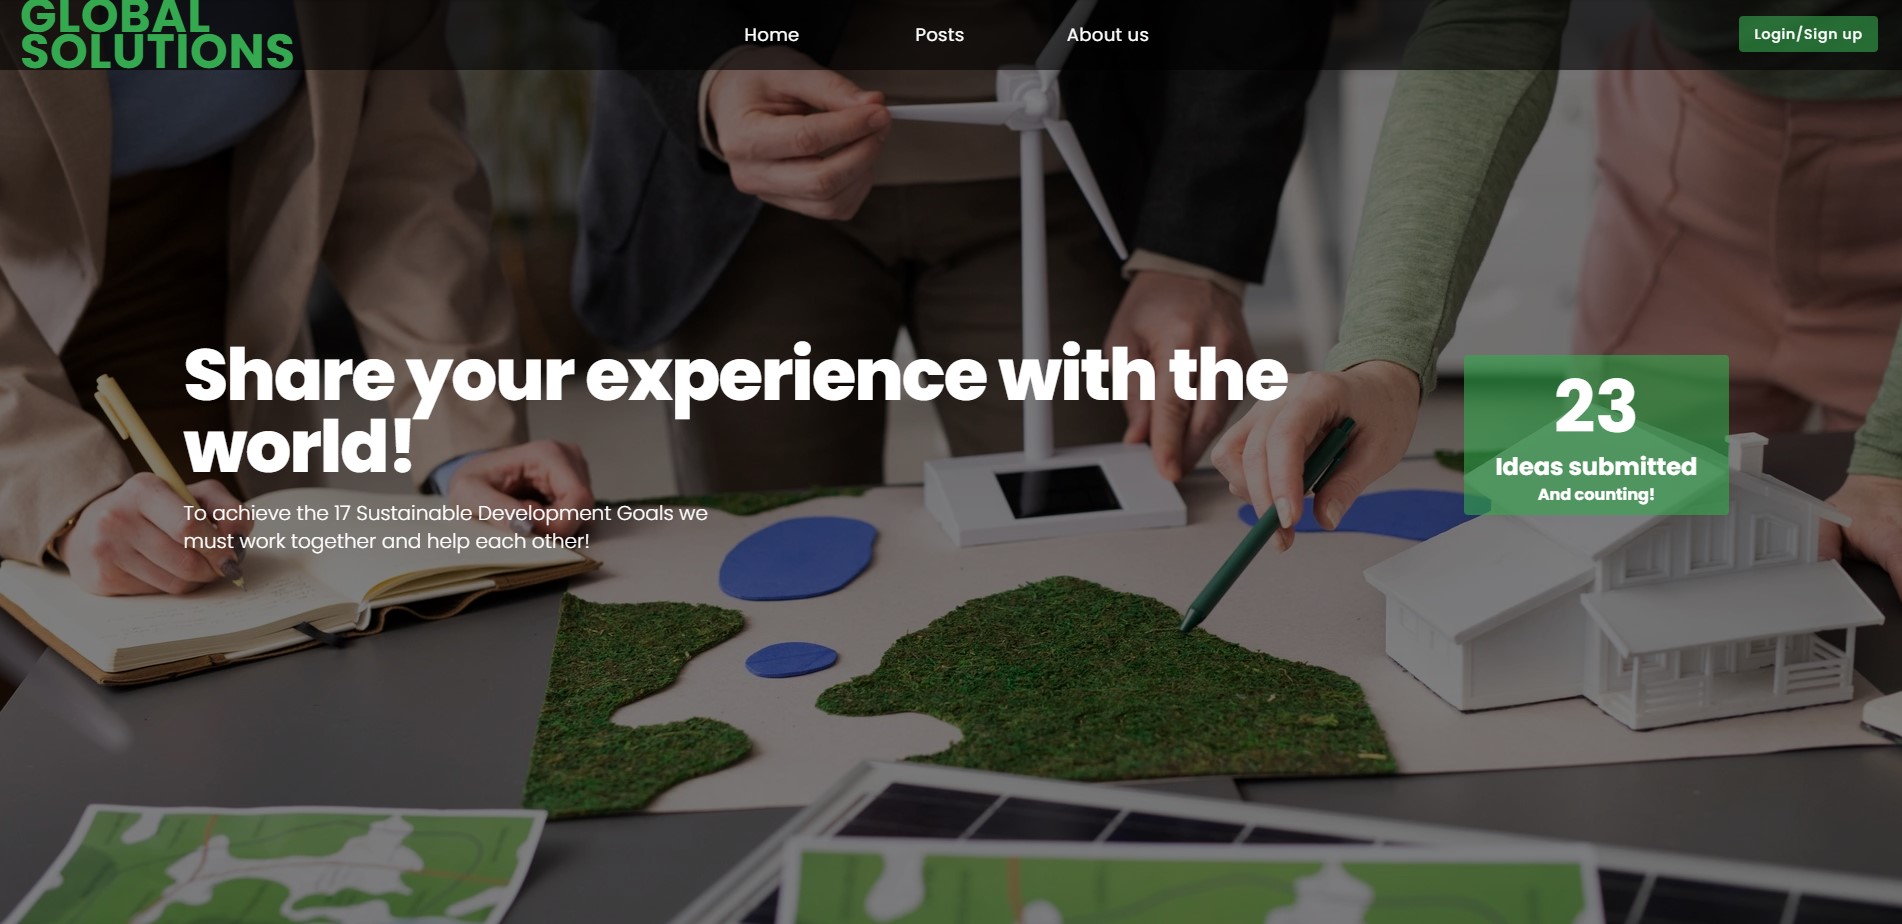 GLOBAL
SOLUTIONS
Home
Posts
About us
Login/Sign up
Share your experience with the
world!
To achieve the 17 Sustainable Development Goals we
must work together and help each other!
23
Ideas submitted
And counting!